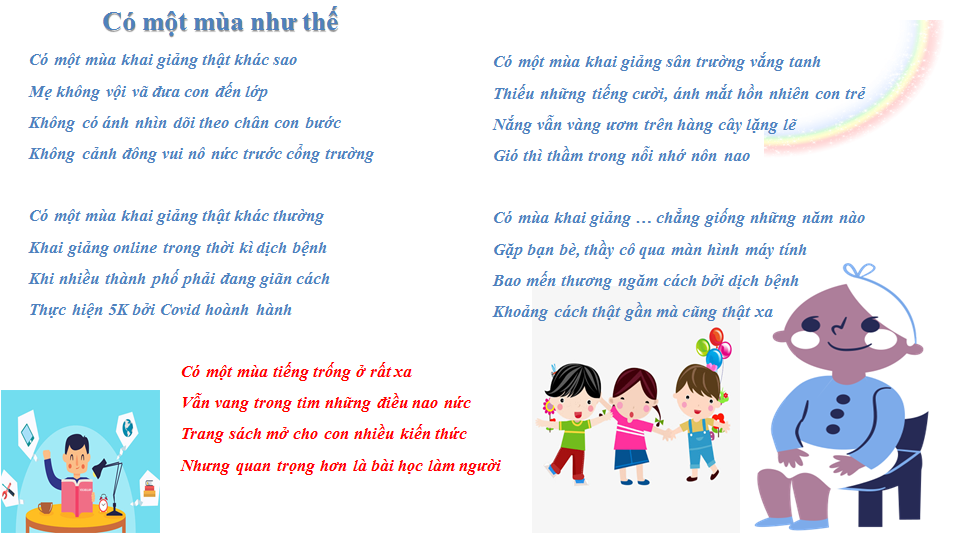 Có một mùa như thế
Có một mùa khai giảng thật khác sao
Mẹ không vội vã đưa con đến lớp
Không có ánh nhìn dõi theo chân con bước
Không cảnh đông vui nô nức trước cổng trường
Có một mùa khai giảng thật khác thường
Khai giảng online trong thời kì dịch bệnh
Khi nhiều thành phố phải đang giãn cách
Thực hiện 5K bởi Covid hoành hành
Có một mùa khai giảng sân trường vắng tanh
Thiếu những tiếng cười, ánh mắt hồn nhiên con trẻ
Nắng vẫn vàng ươm trên hàng cây lặng lẽ
Gió thì thầm trong nỗi nhớ nôn nao
Có mùa khai giảng … chẳng giống những năm nào
Gặp bạn bè, thầy cô qua màn hình máy tính
Bao mến thương ngăm cách bởi dịch bệnh
Khoảng cách thật gần mà cũng thật xa
Có một mùa tiếng trống ở rất xa
Vẫn vang trong tim những điều nao nức
Trang sách mở cho con nhiều kiến thức
Nhưng quan trọng hơn là bài học làm người